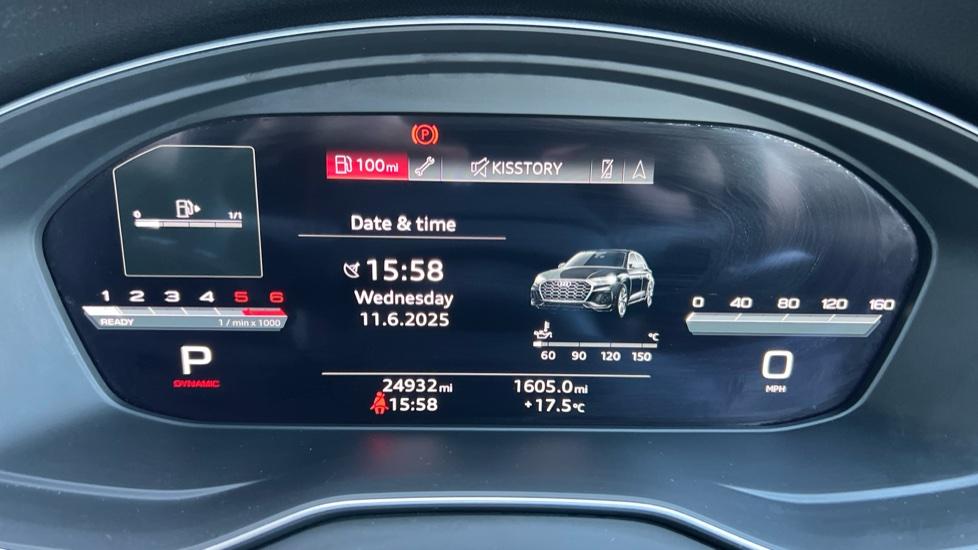 100mi KISSTORY
0 1/1
Date & time
15:58
Wednesday
11.6.2025
1 2 3 4 5 6
READY 1 / min x 1000
0 40 80 120 160
°C
60 90 120 150
P
DYNAMIC
0
MPH
24932mi 1605.0mi
15:58 +17.5°C